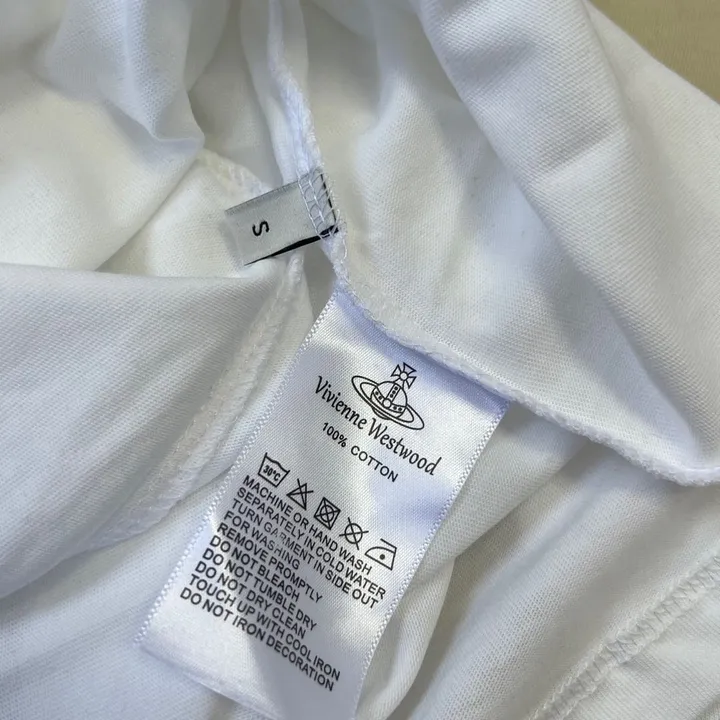 S
Vivienne Westwood
100% COTTON
30°C
MACHINE OR HAND WASH
SEPARATELY IN COLD WATER
TURN GARMENT IN SIDE OUT
FOR WASHING
REMOVE PROMPTLY
DO NOT BLEACH
DO NOT TUMBLE DRY
DO NOT DRY CLEAN
TOUCH UP WITH COOL IRON
DO NOT IRON DECORATION